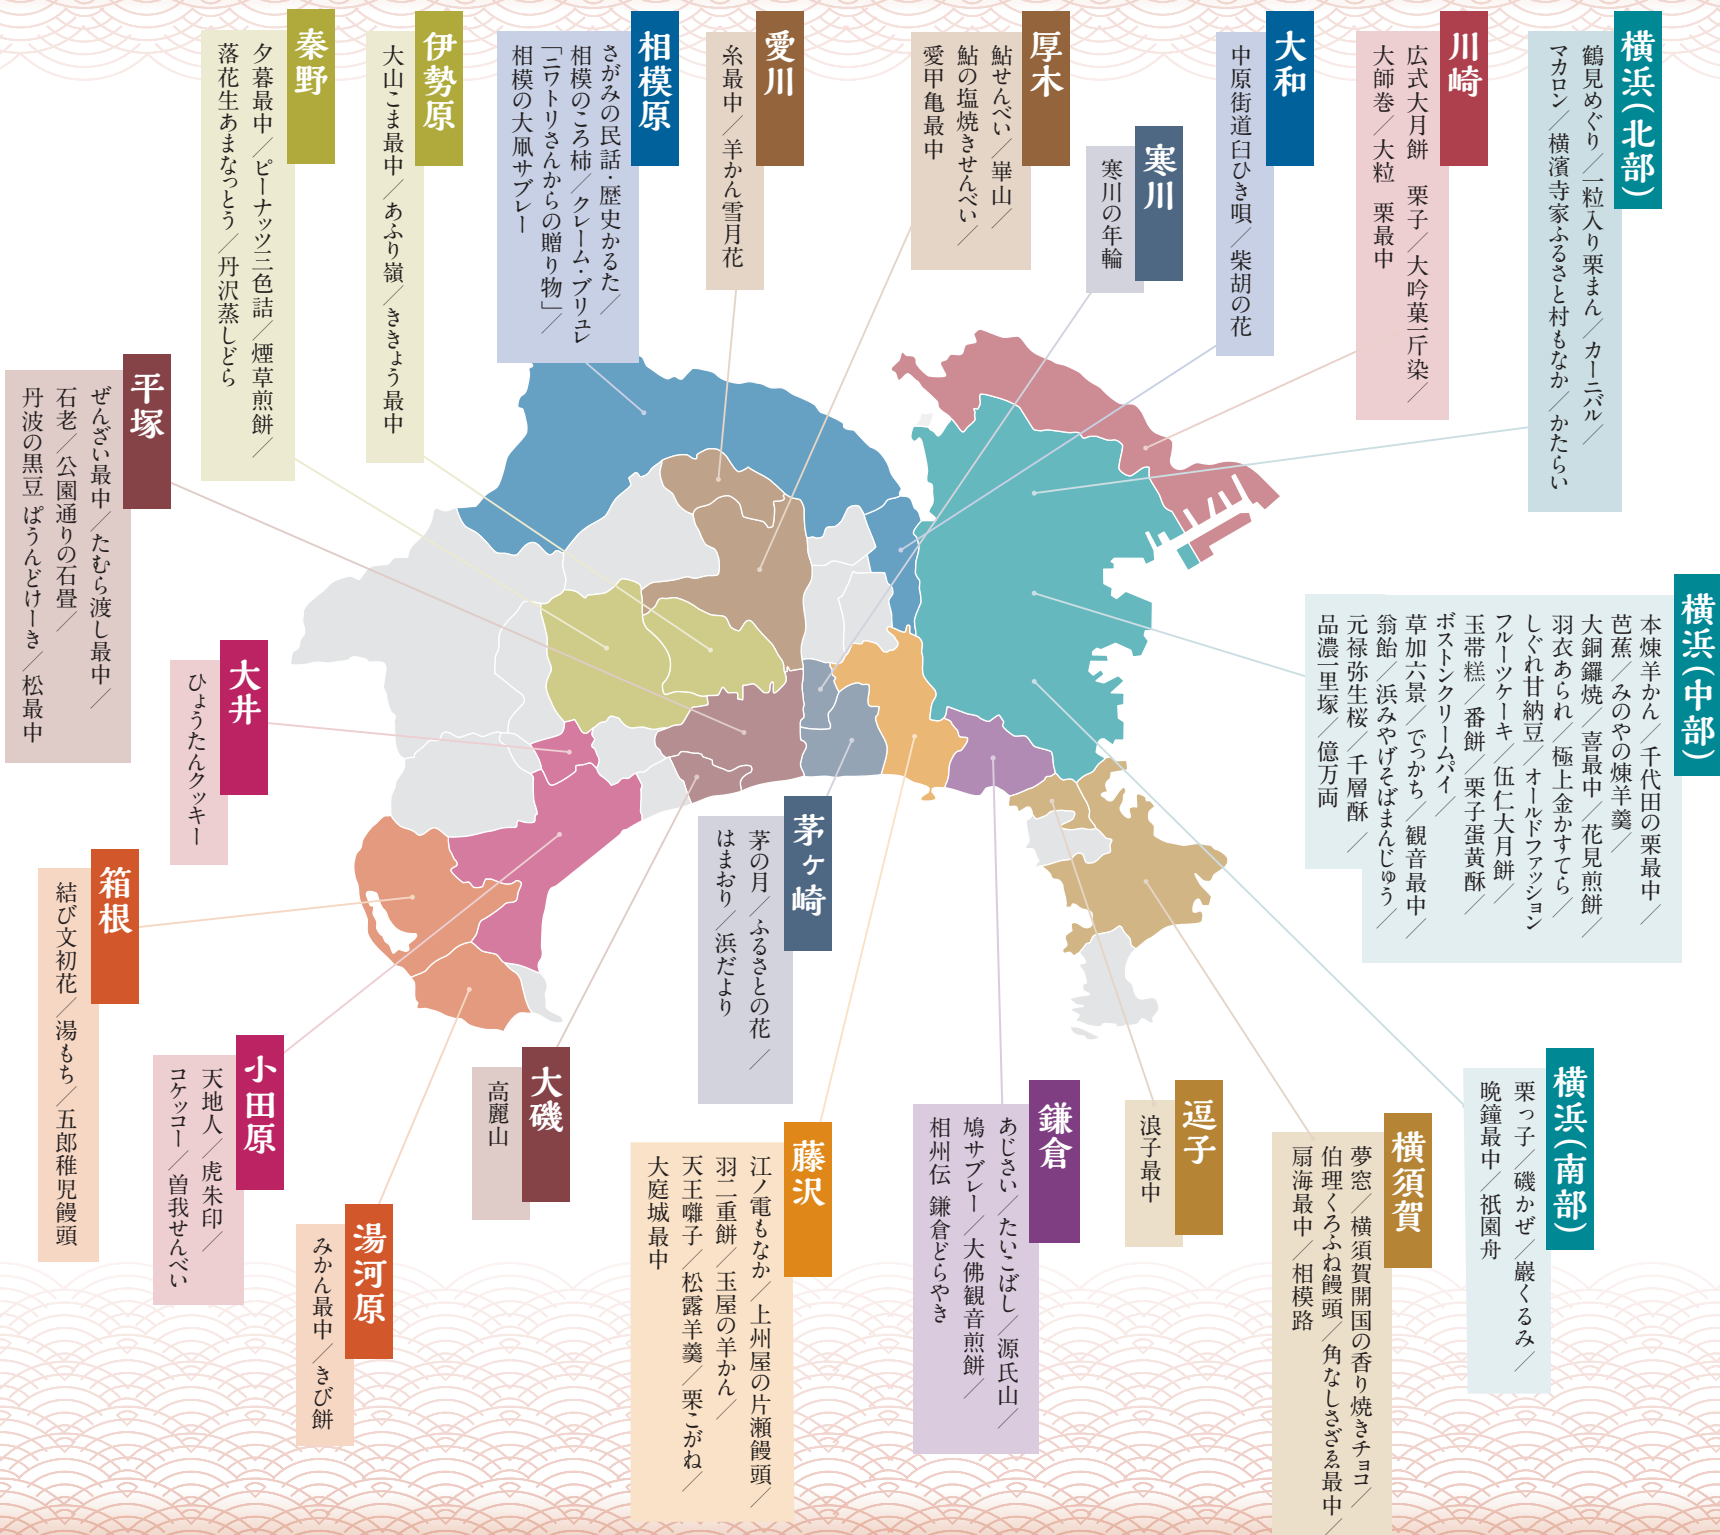 横浜（北部）
鶴見めぐり／一粒入り栗まん／カーニバル／
マカロン／横濱寺家ふるさと村もなか／かたらい
川崎
広式大月餅　栗子／大吟菓一斤染／
大師巻／大粒　栗最中
大和
中原街道臼ひき唄／柴胡の花
寒川
寒川の年輪
厚木
鮎せんべい／崋山／
鮎の塩焼きせんべい／
愛甲亀最中
愛川
糸最中／羊かん雪月花
相模原
さがみの民話・歴史かるた／
相模のころ柿／クレーム・ブリュレ
「ニワトリさんからの贈り物」／
相模の大凧サブレー
伊勢原
大山こま最中／あふり嶺／ききょう最中
秦野
夕暮最中／ピーナッツ三色詰／煙草煎餅／
落花生あまなっとう／丹沢蒸しどら
平塚
ぜんざい最中／たむら渡し最中／
石老／公園通りの石畳／
丹波の黒豆 ぱうんどけーき／松最中
横浜（中部）
本煉羊かん／千代田の栗最中／
芭蕉／みのやの煉羊羹／
大銅鑼焼／喜最中／花見煎餅／
羽衣あられ／極上金かすてら／
しぐれ甘納豆／オールドファッション
フルーツケーキ／伍仁大月餅／
玉帯糕／番餅／栗子蛋黄酥／
ボストンクリームパイ／
草加六景／でっかち／観音最中／
翁飴／浜みやげそばまんじゅう／
元禄弥生桜／千層酥／
品濃一里塚／億万両
大井
ひょうたんクッキー
茅ヶ崎
茅の月／ふるさとの花／
はまおり／浜だより
箱根
結び文初花／湯もち／五郎稚児饅頭
小田原
天地人／虎朱印／
コケッコー／曽我せんべい
大磯
高麗山
湯河原
みかん最中／きび餅
藤沢
江ノ電もなか／上州屋の片瀬饅頭／
羽二重餅／玉屋の羊かん／
天王囃子／松露羊羹／栗こがね／
大庭城最中
鎌倉
あじさい／たいこばし／源氏山／
鳩サブレー／大佛観音煎餅／
相州伝 鎌倉どらやき
逗子
浪子最中
横須賀
夢窓／横須賀開国の香り焼きチョコ／
伯理くろふね饅頭／角なしさざゑ最中／
扇海最中／相模路
横浜（南部）
栗っ子／磯かぜ／巌くるみ／
晩鐘最中／祇園舟